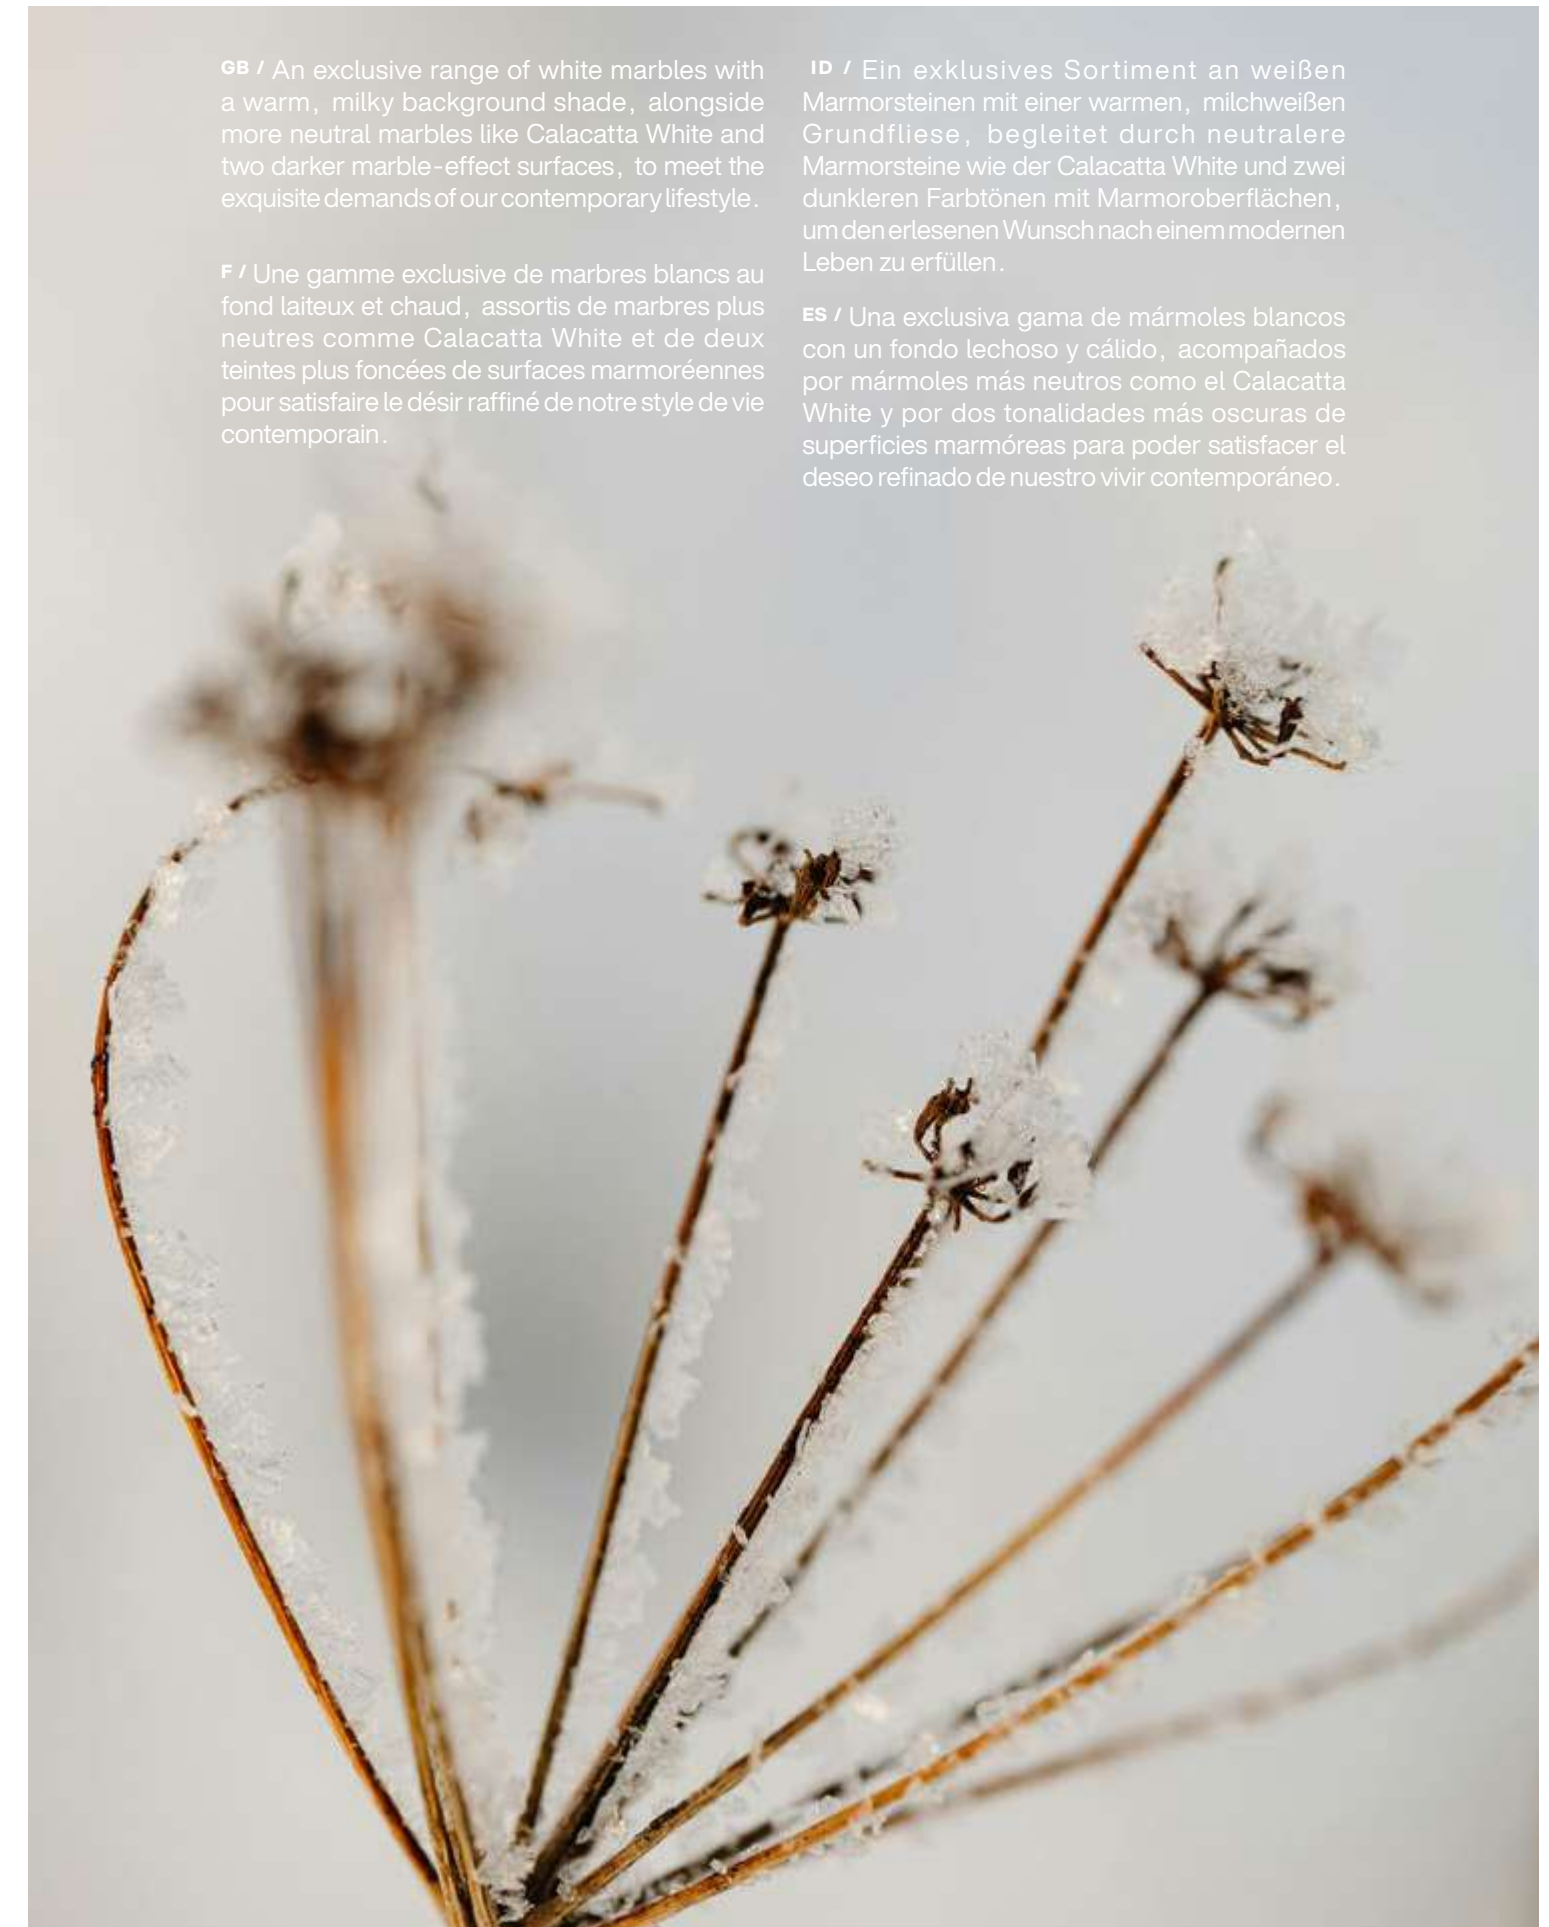 GB / An exclusive range of white marbles with
a warm, milky background shade, alongside
more neutral marbles like Calacatta White and
two darker marble-effect surfaces, to meet the
exquisite demands of our contemporary lifestyle.
F / Une gamme exclusive de marbres blancs au
fond laiteux et chaud, assortis de marbres plus
neutres comme Calacatta White et de deux
teintes plus foncées de surfaces marmoréennes
pour satisfaire le désir raffiné de notre style de vie
contemporain.
ID / Ein exklusives Sortiment an weißen
Marmorsteinen mit einer warmen, milchweißen
Grundfliese, begleitet durch neutralere
Marmorsteine wie der Calacatta White und zwei
dunkleren Farbtönen mit Marmoroberflächen,
um den erlesenen Wunsch nach einem modernen
Leben zu erfüllen.
ES / Una exclusiva gama de mármoles blancos
con un fondo lechoso y cálido, acompañados
por mármoles más neutros como el Calacatta
White y por dos tonalidades más oscuras de
superficies marmóreas para poder satisfacer el
deseo refinado de nuestro vivir contemporáneo.